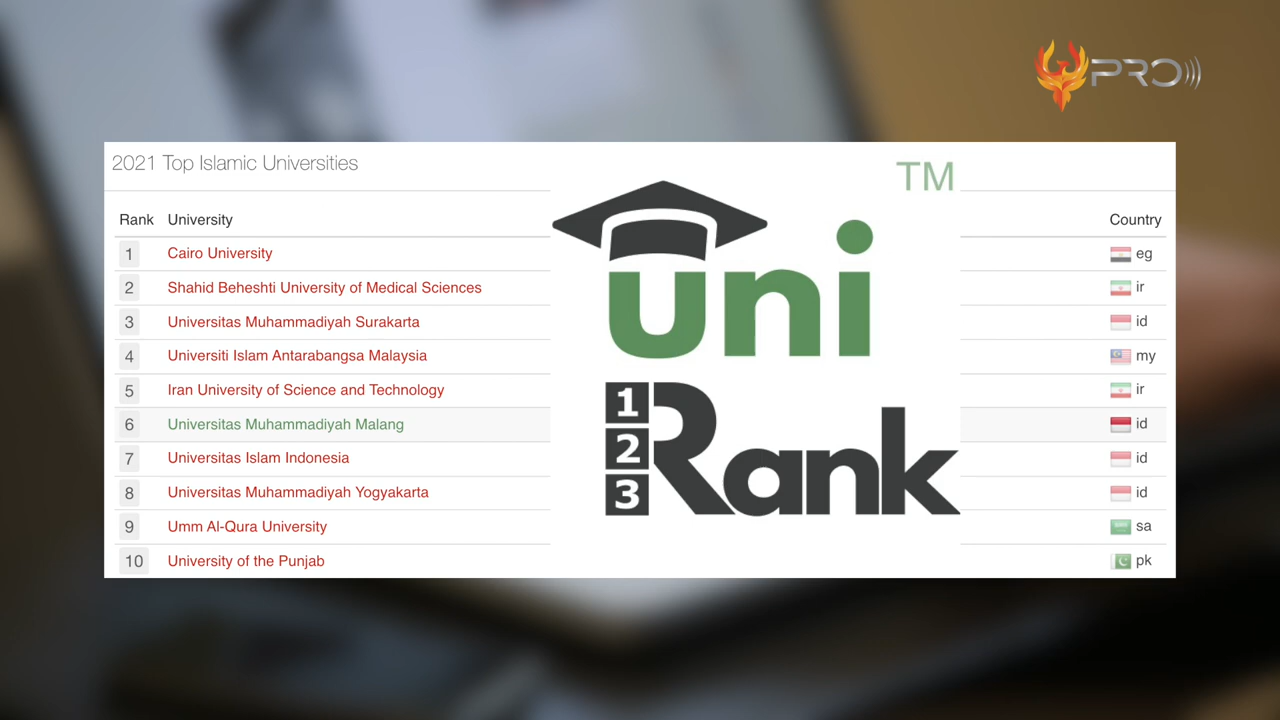 PRO
2021 Top Islamic Universities
TM
Rank University Country
1 Cairo University eg
2 Shahid Beheshti University of Medical Sciences ir
3 Universitas Muhammadiyah Surakarta id
4 Universiti Islam Antarabangsa Malaysia my
5 Iran University of Science and Technology ir
6 Universitas Muhammadiyah Malang id
7 Universitas Islam Indonesia id
8 Universitas Muhammadiyah Yogyakarta id
9 Umm Al-Qura University sa
10 University of the Punjab pk
uni
1
2
3
Rank